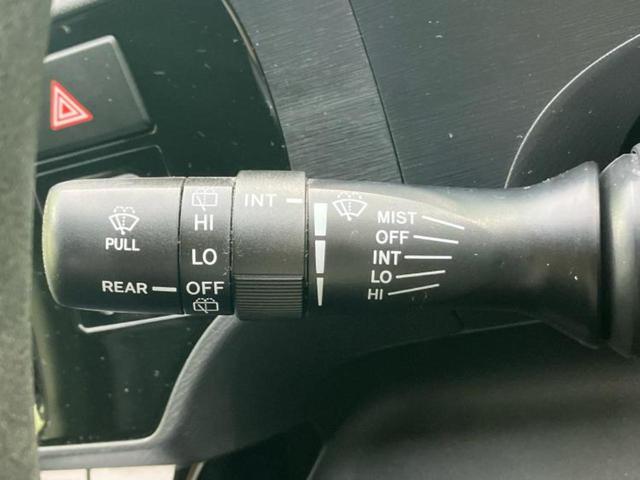 PULL
REAR
HI
LO
OFF
INT
MIST
OFF
INT
LO
HI